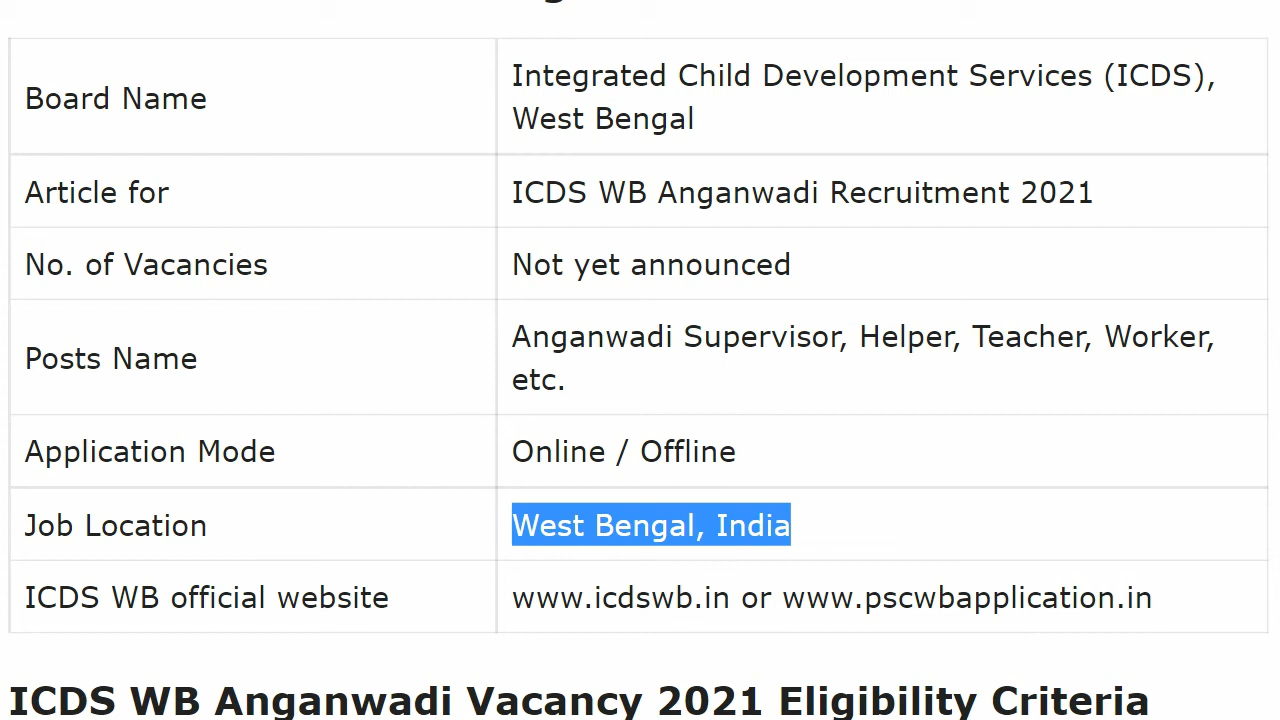 Board Name
Integrated Child Development Services (ICDS),
West Bengal
Article for
ICDS WB Anganwadi Recruitment 2021
No. of Vacancies
Not yet announced
Posts Name
Anganwadi Supervisor, Helper, Teacher, Worker,
etc.
Application Mode
Online / Offline
Job Location
West Bengal, India
ICDS WB official website
www.icdswb.in or www.pscwbapplication.in
ICDS WB Anganwadi Vacancy 2021 Eligibility Criteria